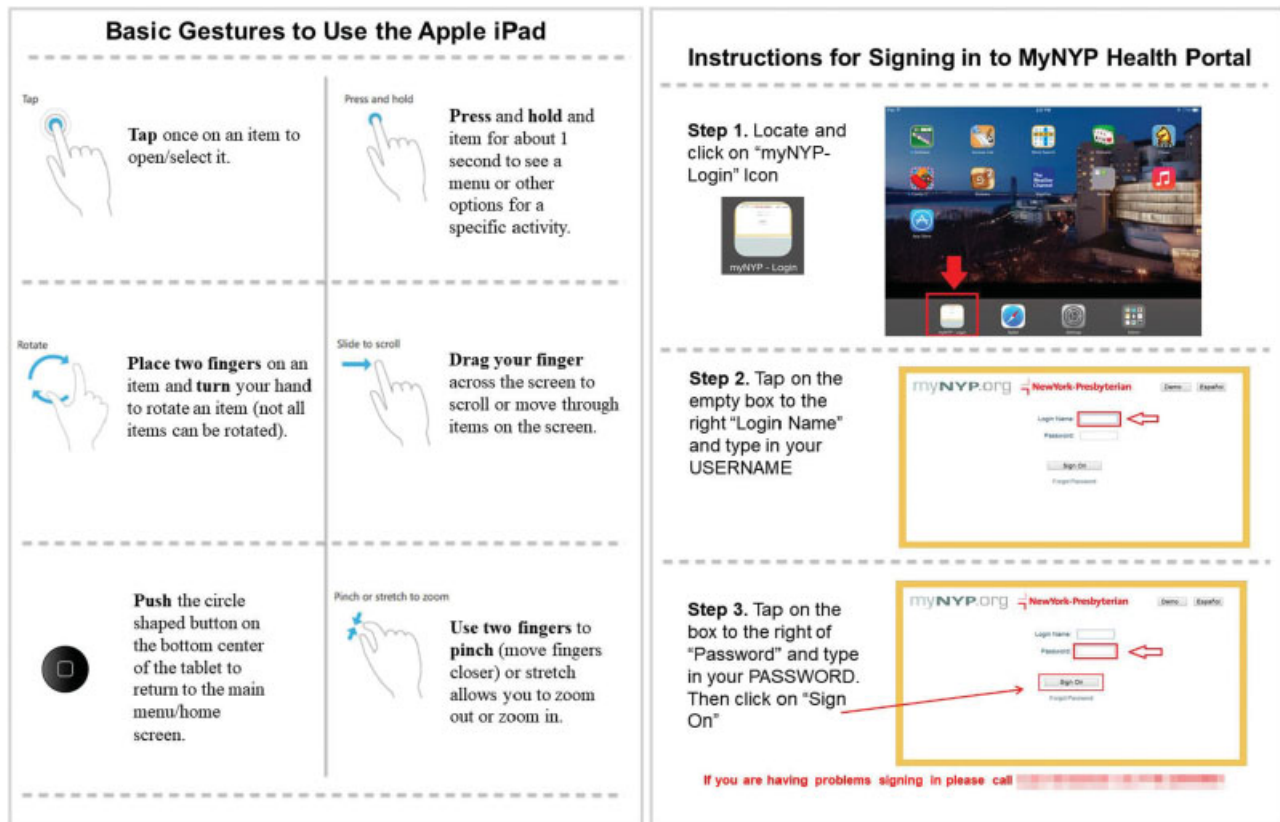 Basic Gestures to Use the Apple iPad
Tap
Tap once on an item to
open/select it.
Press and hold
Press and hold and
item for about 1
second to see a
menu or other
options for a
specific activity.
Rotate
Place two fingers on an
item and turn your hand
to rotate an item (not all
items can be rotated).
Slide to scroll
Drag your finger
across the screen to
scroll or move through
items on the screen.
Push the circle
shaped button on
the bottom center
of the tablet to
return to the main
menu/home
screen.
Pinch or stretch to zoom
Use two fingers to
pinch (move fingers
closer) or stretch
allows you to zoom
out or zoom in.
Instructions for Signing in to MyNYP Health Portal
Step 1. Locate and
click on “myNYP-
Login” Icon
myNYP - Login
The
Weather
Channel
App Store
myNYP - Login
Safari
Settings
Step 2. Tap on the
empty box to the
right “Login Name”
and type in your
USERNAME
myNYP.org NewYork-Presbyterian Demo Español
Login Name:
Password:
Sign On
Forgot Password
Step 3. Tap on the
box to the right of
“Password” and type
in your PASSWORD.
Then click on “Sign
On”
myNYP.org NewYork-Presbyterian Demo Español
Login Name:
Password:
Sign On
Forgot Password
If you are having problems signing in please call